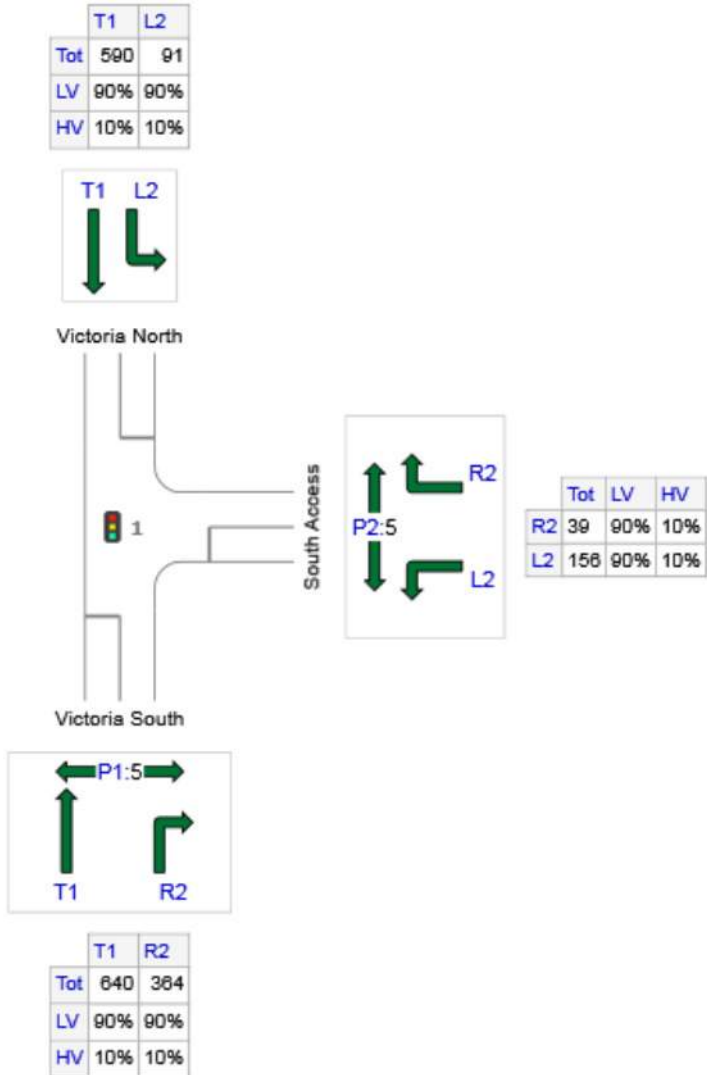 T1 L2
Tot 590 91
LV 90% 90%
HV 10% 10%
T1 L2
Victoria North
1
South Access
R2
P2:5
L2
Tot LV HV
R2 39 90% 10%
L2 156 90% 10%
Victoria South
P1:5
T1 R2
T1 R2
Tot 640 364
LV 90% 90%
HV 10% 10%